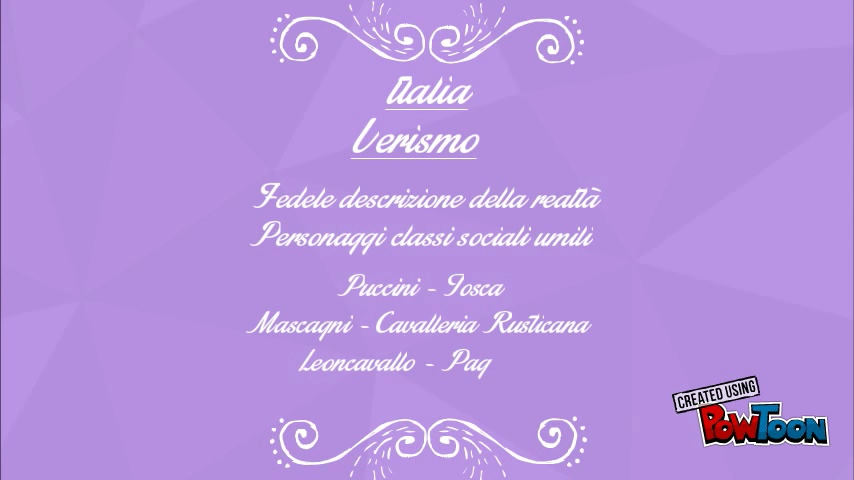 Italia
Verismo
Fedele descrizione della realtà
Personaggi classi sociali umili
Puccini - Tosca
Mascagni - Cavalleria Rusticana
Leoncavallo - Pag
CREATED USING
POWTOON